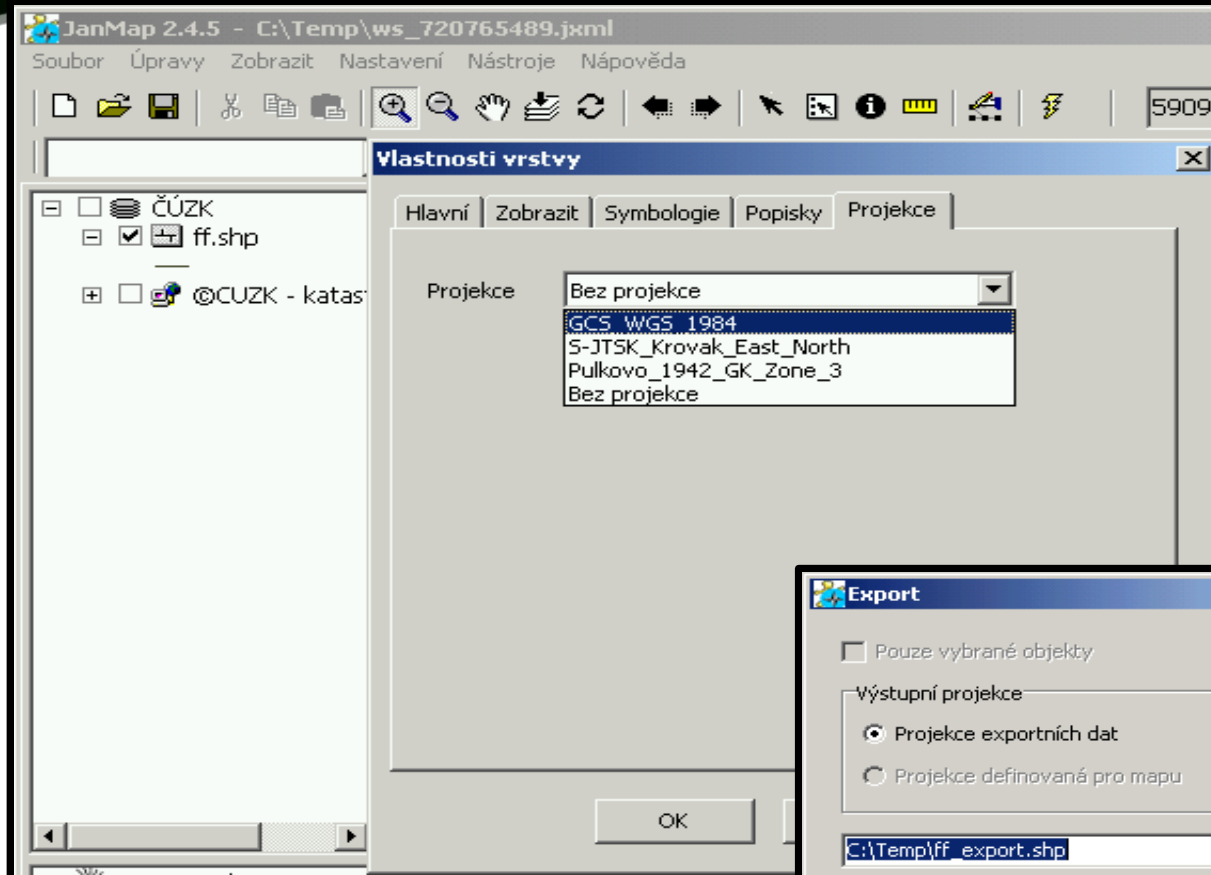 JanMap 2.4.5 - C:\Temp\ws_720765489.jxml
Soubor Úpravy Zobrazit Nastavení Nástroje Nápověda
5909
Vlastnosti vrstvy
ČÚZK
ff.shp
©CUZK - katas
Hlavní Zobrazit Symbologie Popisky Projekce
Projekce Bez projekce
GCS_WGS_1984
S-JTSK_Krovak_East_North
Pulkovo_1942_GK_Zone_3
Bez projekce
OK
Export
Pouze vybrané objekty
Výstupní projekce
Projekce exportních dat
Projekce definovaná pro mapu
C:\Temp\ff_export.shp